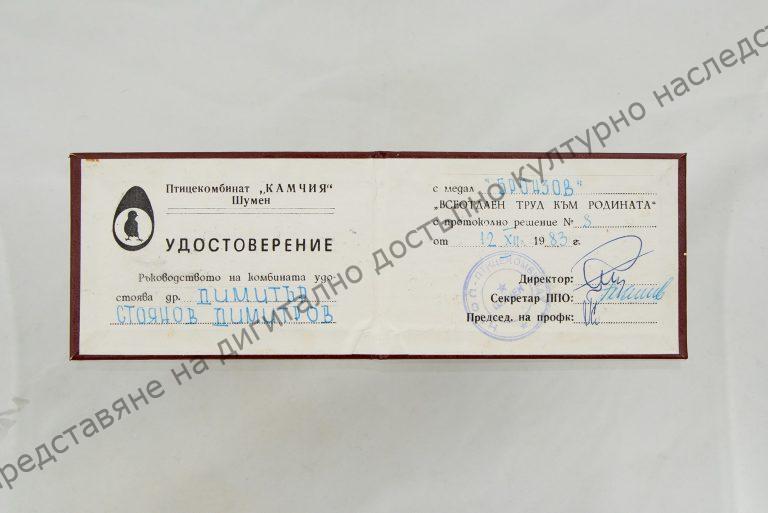 Птицекомбинат „КАМЧИЯ“
Шумен
УДОСТОВЕРЕНИЕ
Ръководството на комбината удо-
стоява др. ДИМИТЪР
СТОЯНОВ ДИМИТРОВ
с медал "БРОНЗОВ"
„ВСЕОТДАЕН ТРУД КЪМ РОДИНАТА“
с протоколно решение № 8
от 12 XII 1983 г.
Директор:
Секретар ППО:
Председ. на профк:
представяне на дигитално достъпно културно наследст